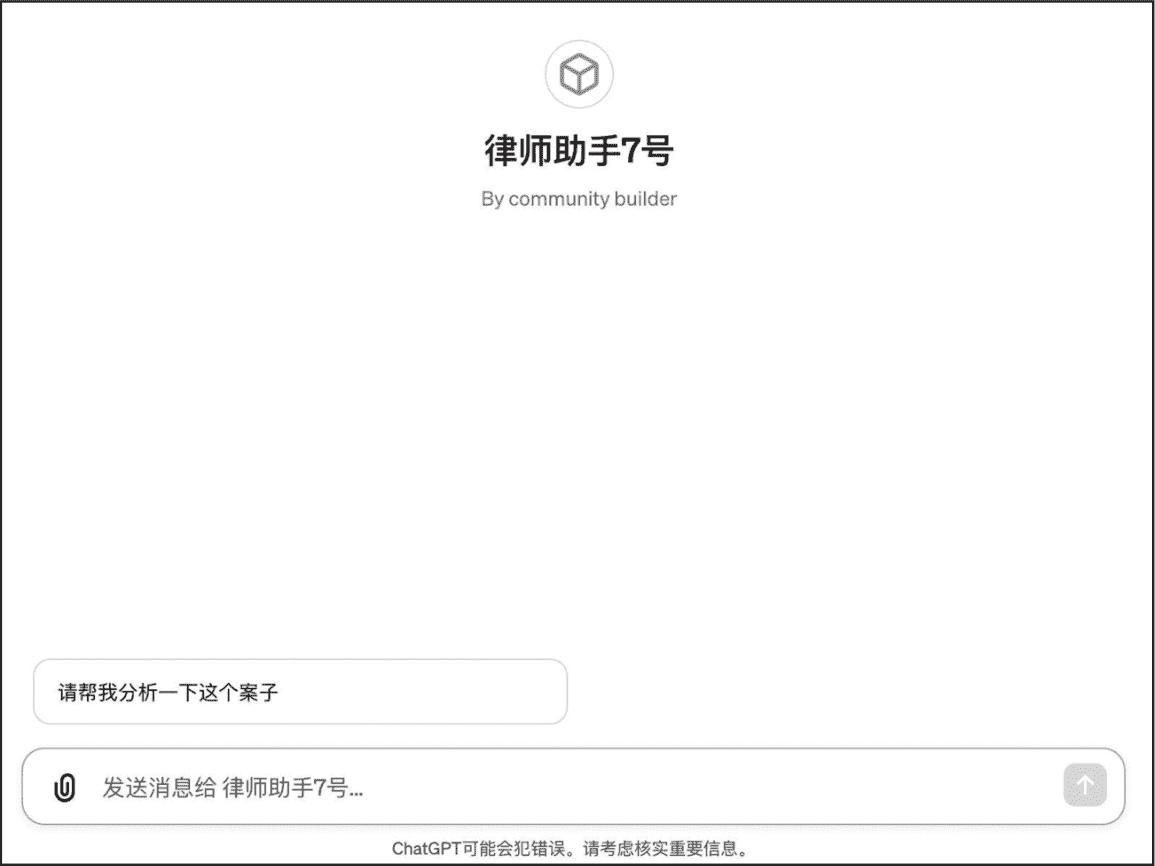 律师助手7号
By community builder
请帮我分析一下这个案子
发送消息给 律师助手7号...
ChatGPT可能会犯错误。请考虑核实重要信息。